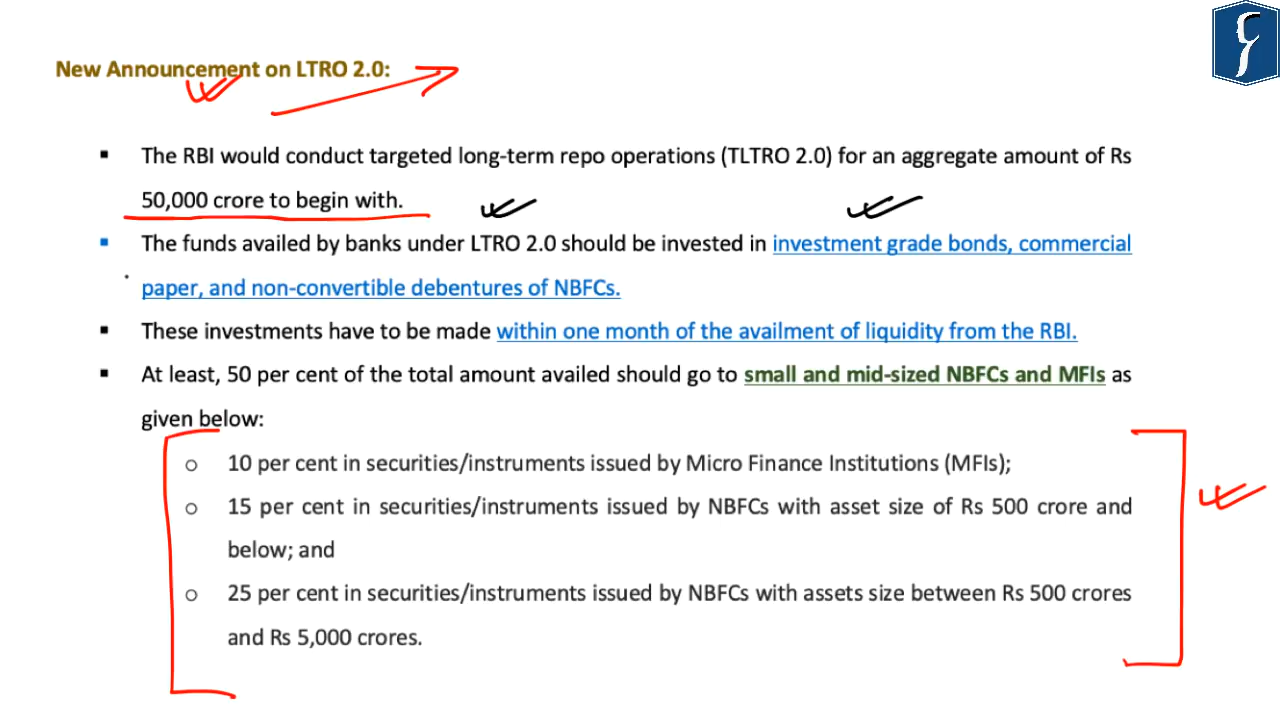 New Announcement on LTRO 2.0:
▪ The RBI would conduct targeted long-term repo operations (TLTRO 2.0) for an aggregate amount of Rs
50,000 crore to begin with.
▪ The funds availed by banks under LTRO 2.0 should be invested in investment grade bonds, commercial
paper, and non-convertible debentures of NBFCs.
▪ These investments have to be made within one month of the availment of liquidity from the RBI.
▪ At least, 50 per cent of the total amount availed should go to small and mid-sized NBFCs and MFIs as
given below:
o 10 per cent in securities/instruments issued by Micro Finance Institutions (MFIs);
o 15 per cent in securities/instruments issued by NBFCs with asset size of Rs 500 crore and
below; and
o 25 per cent in securities/instruments issued by NBFCs with assets size between Rs 500 crores
and Rs 5,000 crores.